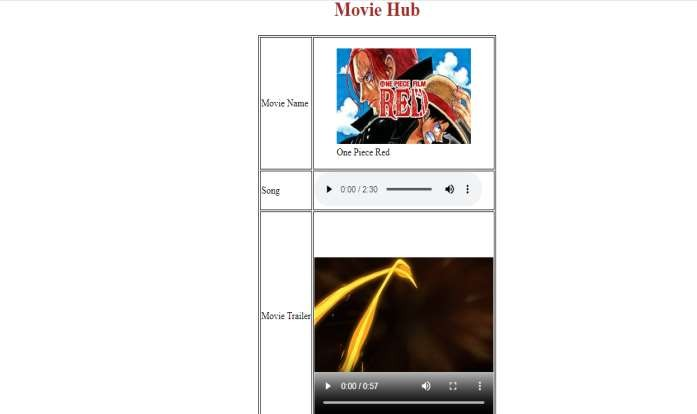 Movie Hub
Movie Name
ONE PIECE FILM
RED
One Piece Red
Song
0:00 / 2:30
Movie Trailer
0:00 / 0:57